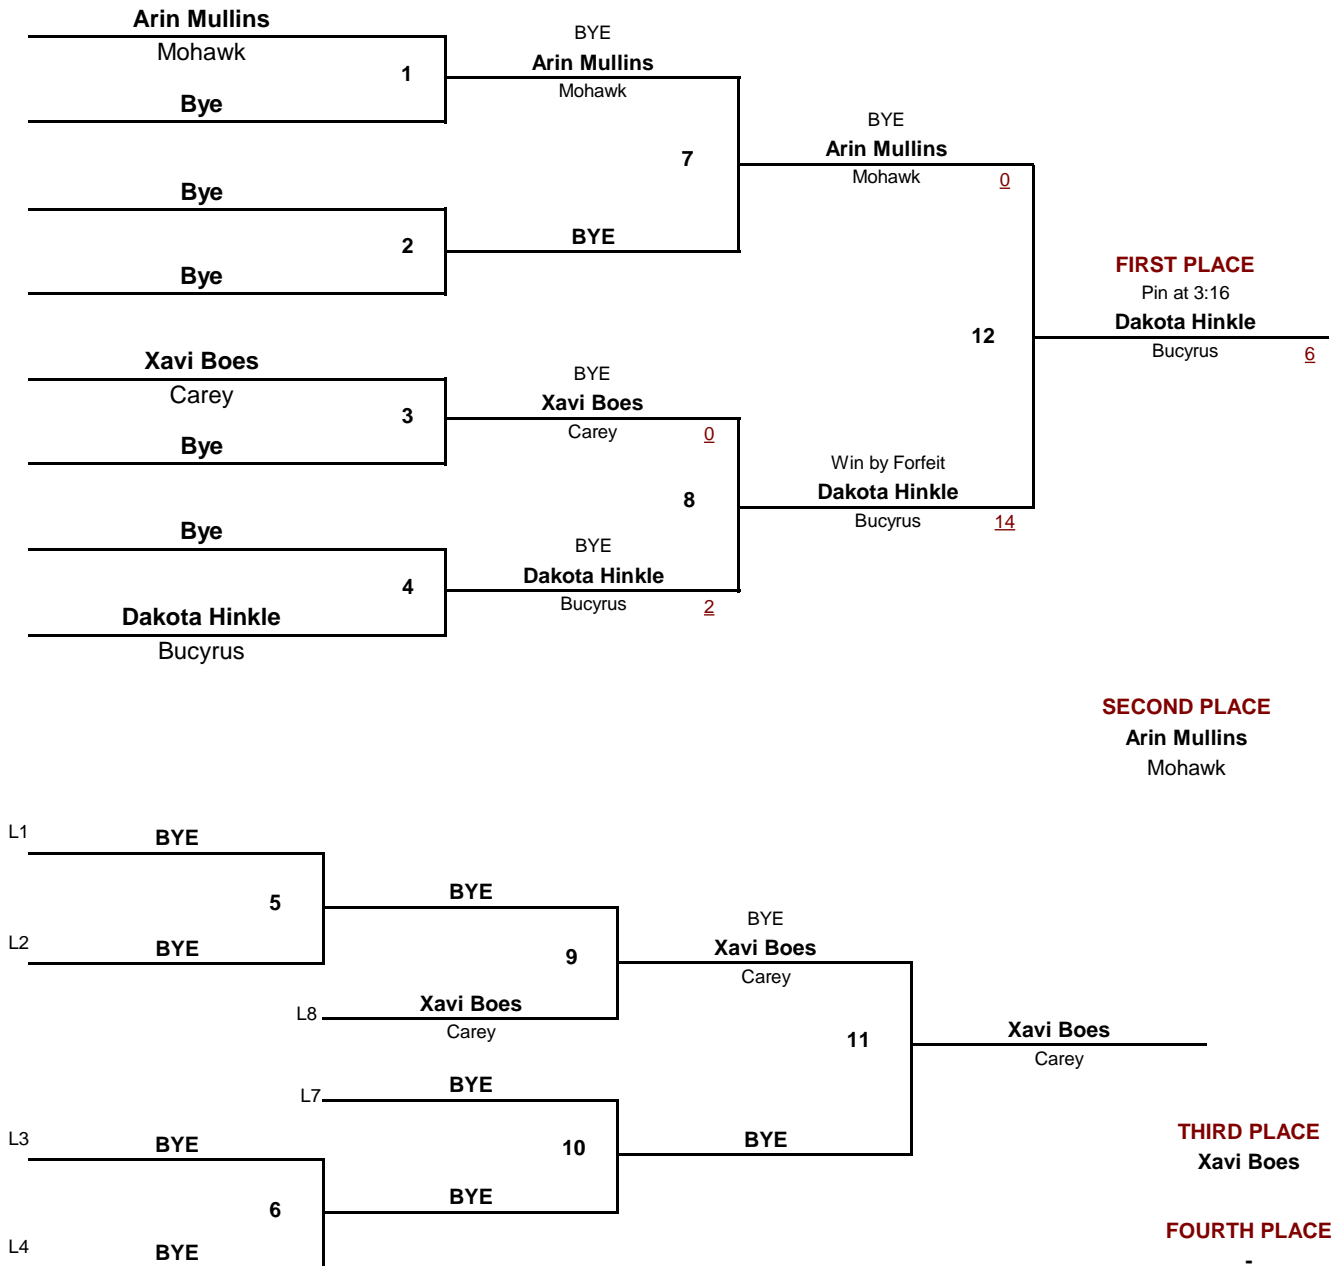 Arin Mullins
Mohawk
1
Bye
BYE
Arin Mullins
Mohawk
7
BYE
Arin Mullins
Mohawk 0
Bye
2
BYE
Bye
FIRST PLACE
Pin at 3:16
Dakota Hinkle
Bucyrus 6
12
Xavi Boes
Carey
3
Bye
BYE
Xavi Boes
Carey 0
8
Win by Forfeit
Dakota Hinkle
Bucyrus 14
Bye
4
BYE
Dakota Hinkle
Bucyrus 2
Dakota Hinkle
Bucyrus
SECOND PLACE
Arin Mullins
Mohawk
L1 BYE
5
BYE
L2 BYE
9
BYE
Xavi Boes
Carey
L8 Xavi Boes
Carey
11
Xavi Boes
Carey
L7 BYE
L3 BYE
10
BYE
6
BYE
L4 BYE
THIRD PLACE
Xavi Boes
FOURTH PLACE
-